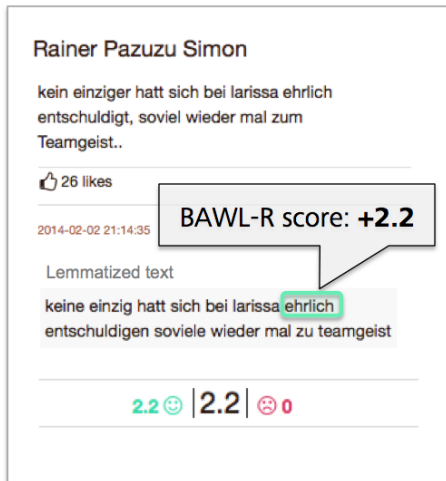 Rainer Pazuzu Simon
kein einziger hatt sich bei larissa ehrlich
entschuldigt, soviel wieder mal zum
Teamgeist..
26 likes
BAWL-R score: +2.2
2014-02-02 21:14:35
Lemmatized text
keine einzig hatt sich bei larissa ehrlich
entschuldigen soviele wieder mal zu teamgeist
2.2 |2.2| 0